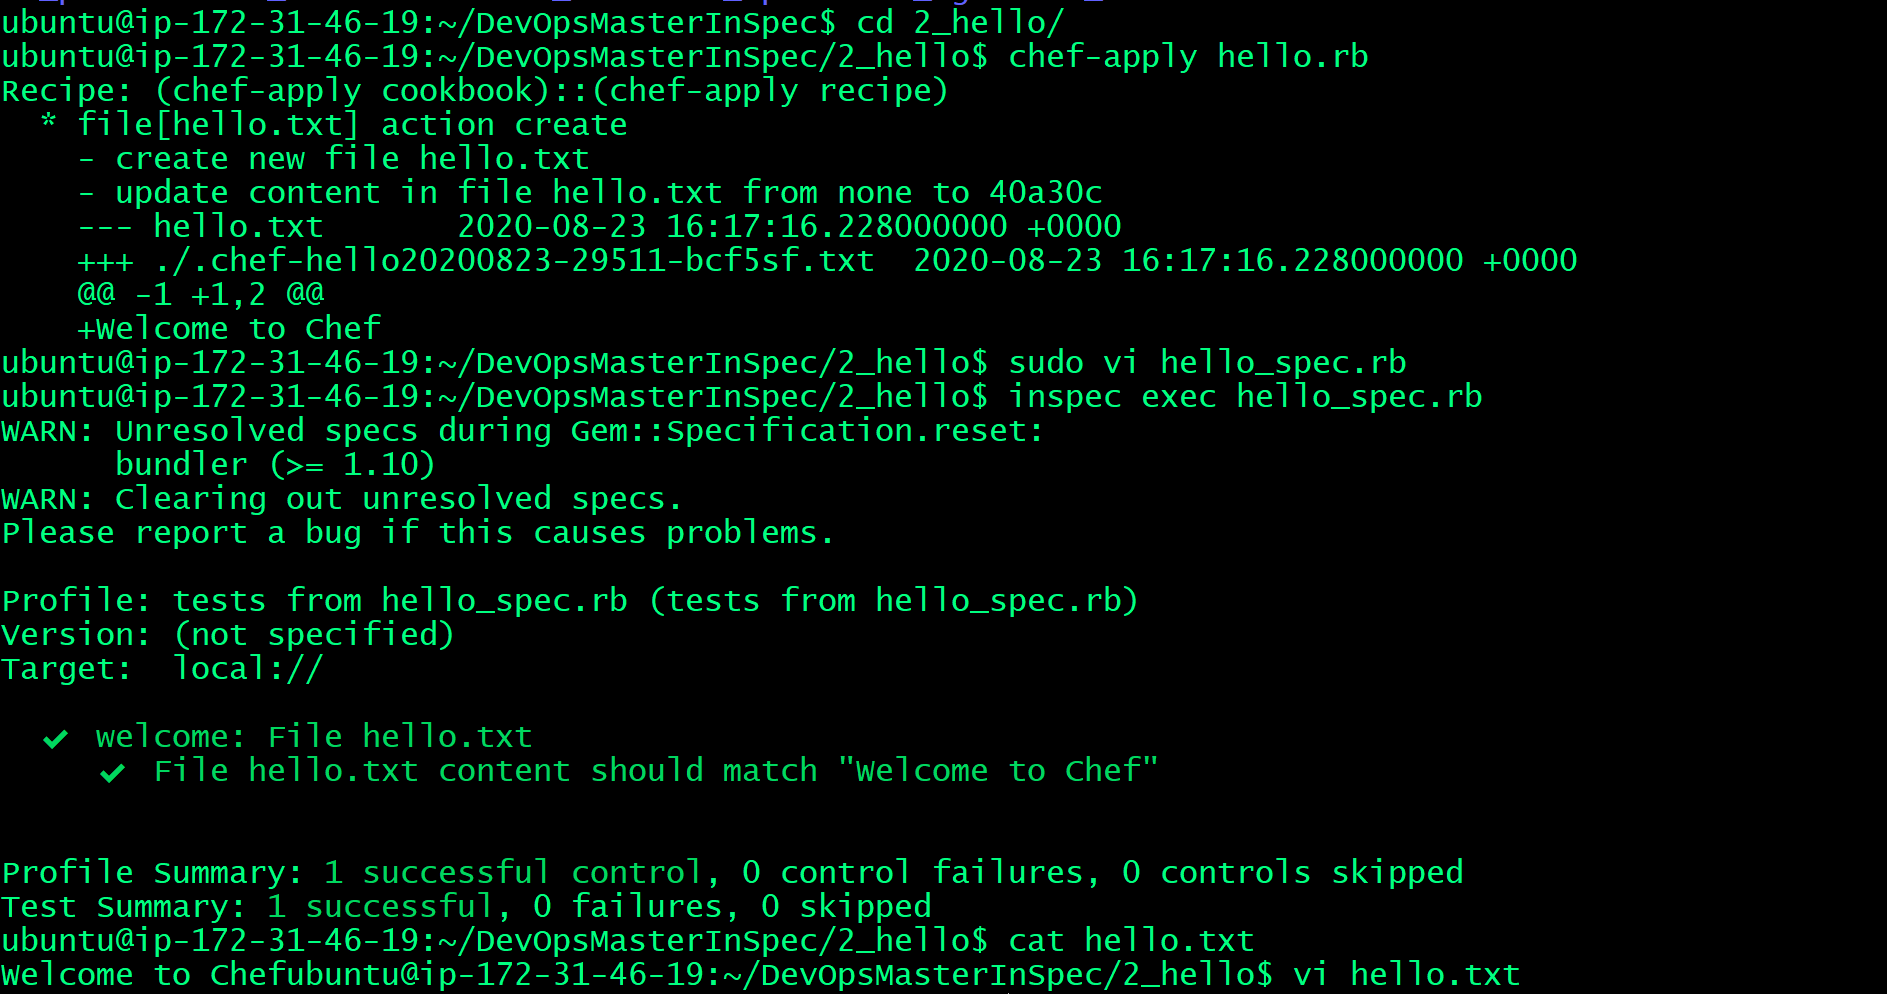 ubuntu@ip-172-31-46-19:~/DevOpsMasterInSpec$ cd 2_hello/
ubuntu@ip-172-31-46-19:~/DevOpsMasterInSpec/2_hello$ chef-apply hello.rb
Recipe: (chef-apply cookbook)::(chef-apply recipe)
  * file[hello.txt] action create
    - create new file hello.txt
    - update content in file hello.txt from none to 40a30c
    --- hello.txt       2020-08-23 16:17:16.228000000 +0000
    +++ ./.chef-hello20200823-29511-bcf5sf.txt  2020-08-23 16:17:16.228000000 +0000
    @@ -1 +1,2 @@
    +Welcome to Chef
ubuntu@ip-172-31-46-19:~/DevOpsMasterInSpec/2_hello$ sudo vi hello_spec.rb
ubuntu@ip-172-31-46-19:~/DevOpsMasterInSpec/2_hello$ inspec exec hello_spec.rb
WARN: Unresolved specs during Gem::Specification.reset:
      bundler (>= 1.10)
WARN: Clearing out unresolved specs.
Please report a bug if this causes problems.

Profile: tests from hello_spec.rb (tests from hello_spec.rb)
Version: (not specified)
Target:  local://

  ✔  welcome: File hello.txt
     ✔  File hello.txt content should match "Welcome to Chef"


Profile Summary: 1 successful control, 0 control failures, 0 controls skipped
Test Summary: 1 successful, 0 failures, 0 skipped
ubuntu@ip-172-31-46-19:~/DevOpsMasterInSpec/2_hello$ cat hello.txt
Welcome to Chefubuntu@ip-172-31-46-19:~/DevOpsMasterInSpec/2_hello$ vi hello.txt